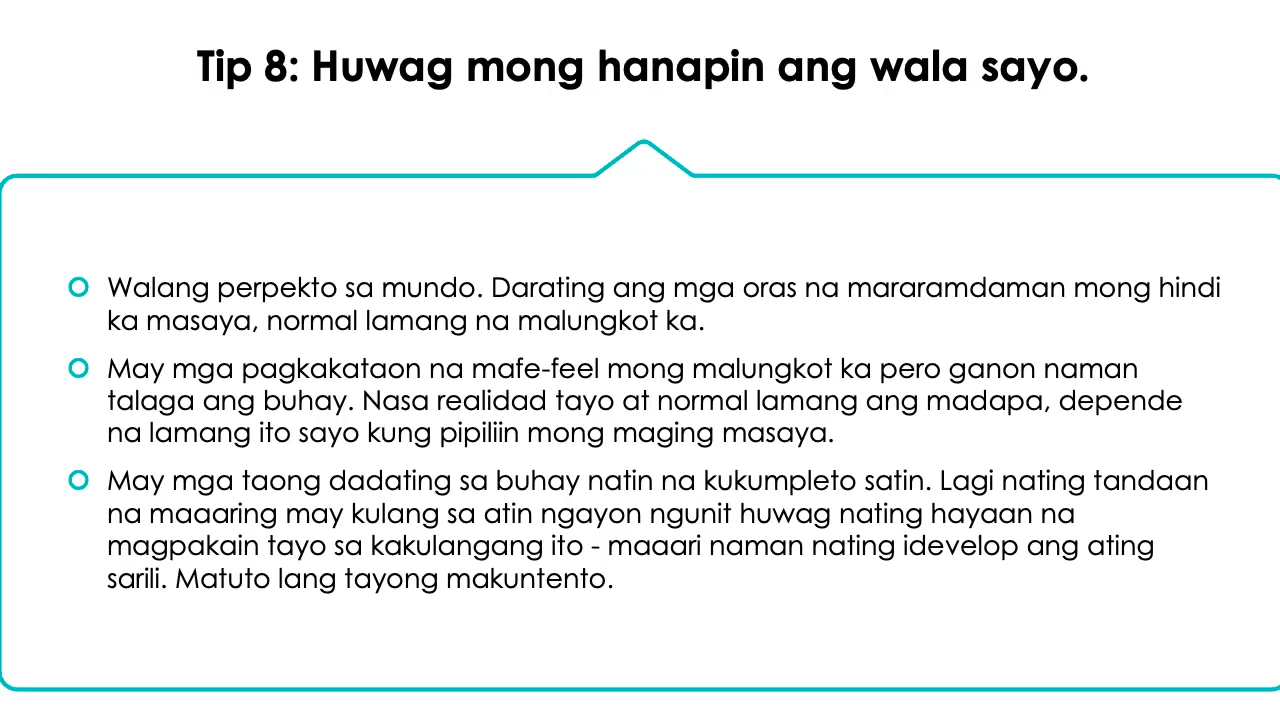 Tip 8: Huwag mong hanapin ang wala sayo.
Walang perpekto sa mundo. Darating ang mga oras na mararamdaman mong hindi
ka masaya, normal lamang na malungkot ka.
May mga pagkakataon na mafe-feel mong malungkot ka pero ganon naman
talaga ang buhay. Nasa realidad tayo at normal lamang ang madapa, depende
na lamang ito sayo kung pipiliin mong maging masaya.
May mga taong dadating sa buhay natin na kukumpleto satin. Lagi nating tandaan
na maaaring may kulang sa atin ngayon ngunit huwag nating hayaan na
magpakain tayo sa kakulangang ito - maaari naman nating idevelop ang ating
sarili. Matuto lang tayong makuntento.